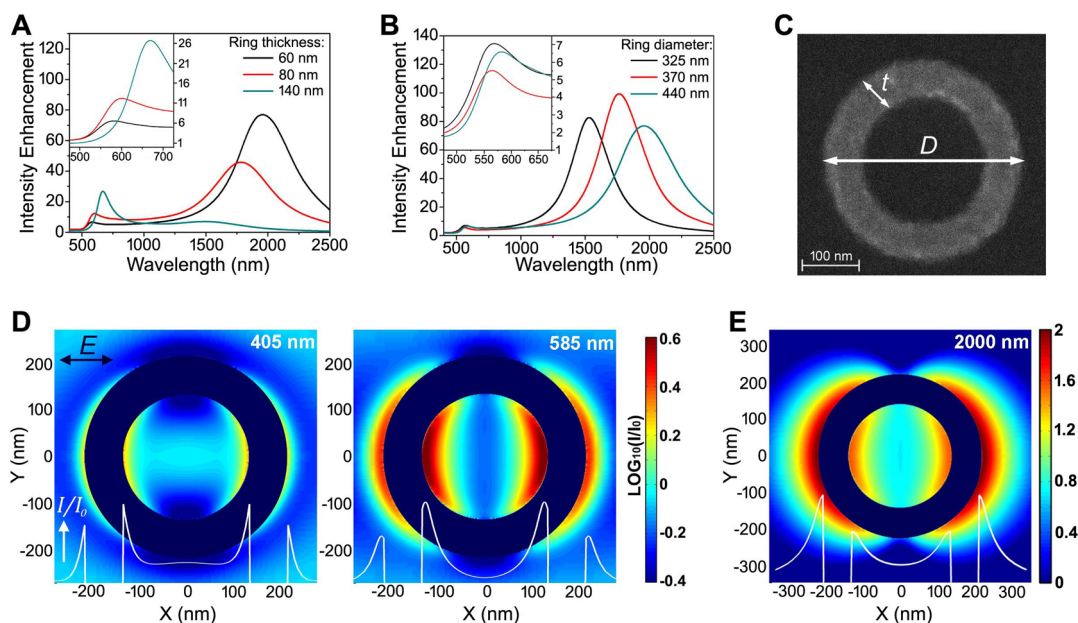 A
Intensity Enhancement
120
100
80
60
40
20
0
500
1000
1500
2000
2500
Wavelength (nm)
Ring thickness:
60 nm
80 nm
140 nm
26
21
16
11
6
1
500
600
700
B
Intensity Enhancement
140
120
100
80
60
40
20
0
500
1000
1500
2000
2500
Wavelength (nm)
Ring diameter:
325 nm
370 nm
440 nm
7
6
5
4
3
2
1
500
550
600
650
C
t
D
100 nm
D
E
405 nm
Y (nm)
200
100
0
-100
-200
I/I0
-200
-100
0
100
200
X (nm)
585 nm
200
100
0
-100
-200
-200
-100
0
100
200
X (nm)
LOG10(I/I0)
0.6
0.4
0.2
0
-0.2
-0.4
E
2000 nm
Y (nm)
300
200
100
0
-100
-200
-300
-300
-200
-100
0
100
200
300
X (nm)
2
1.5
1
0.5
0